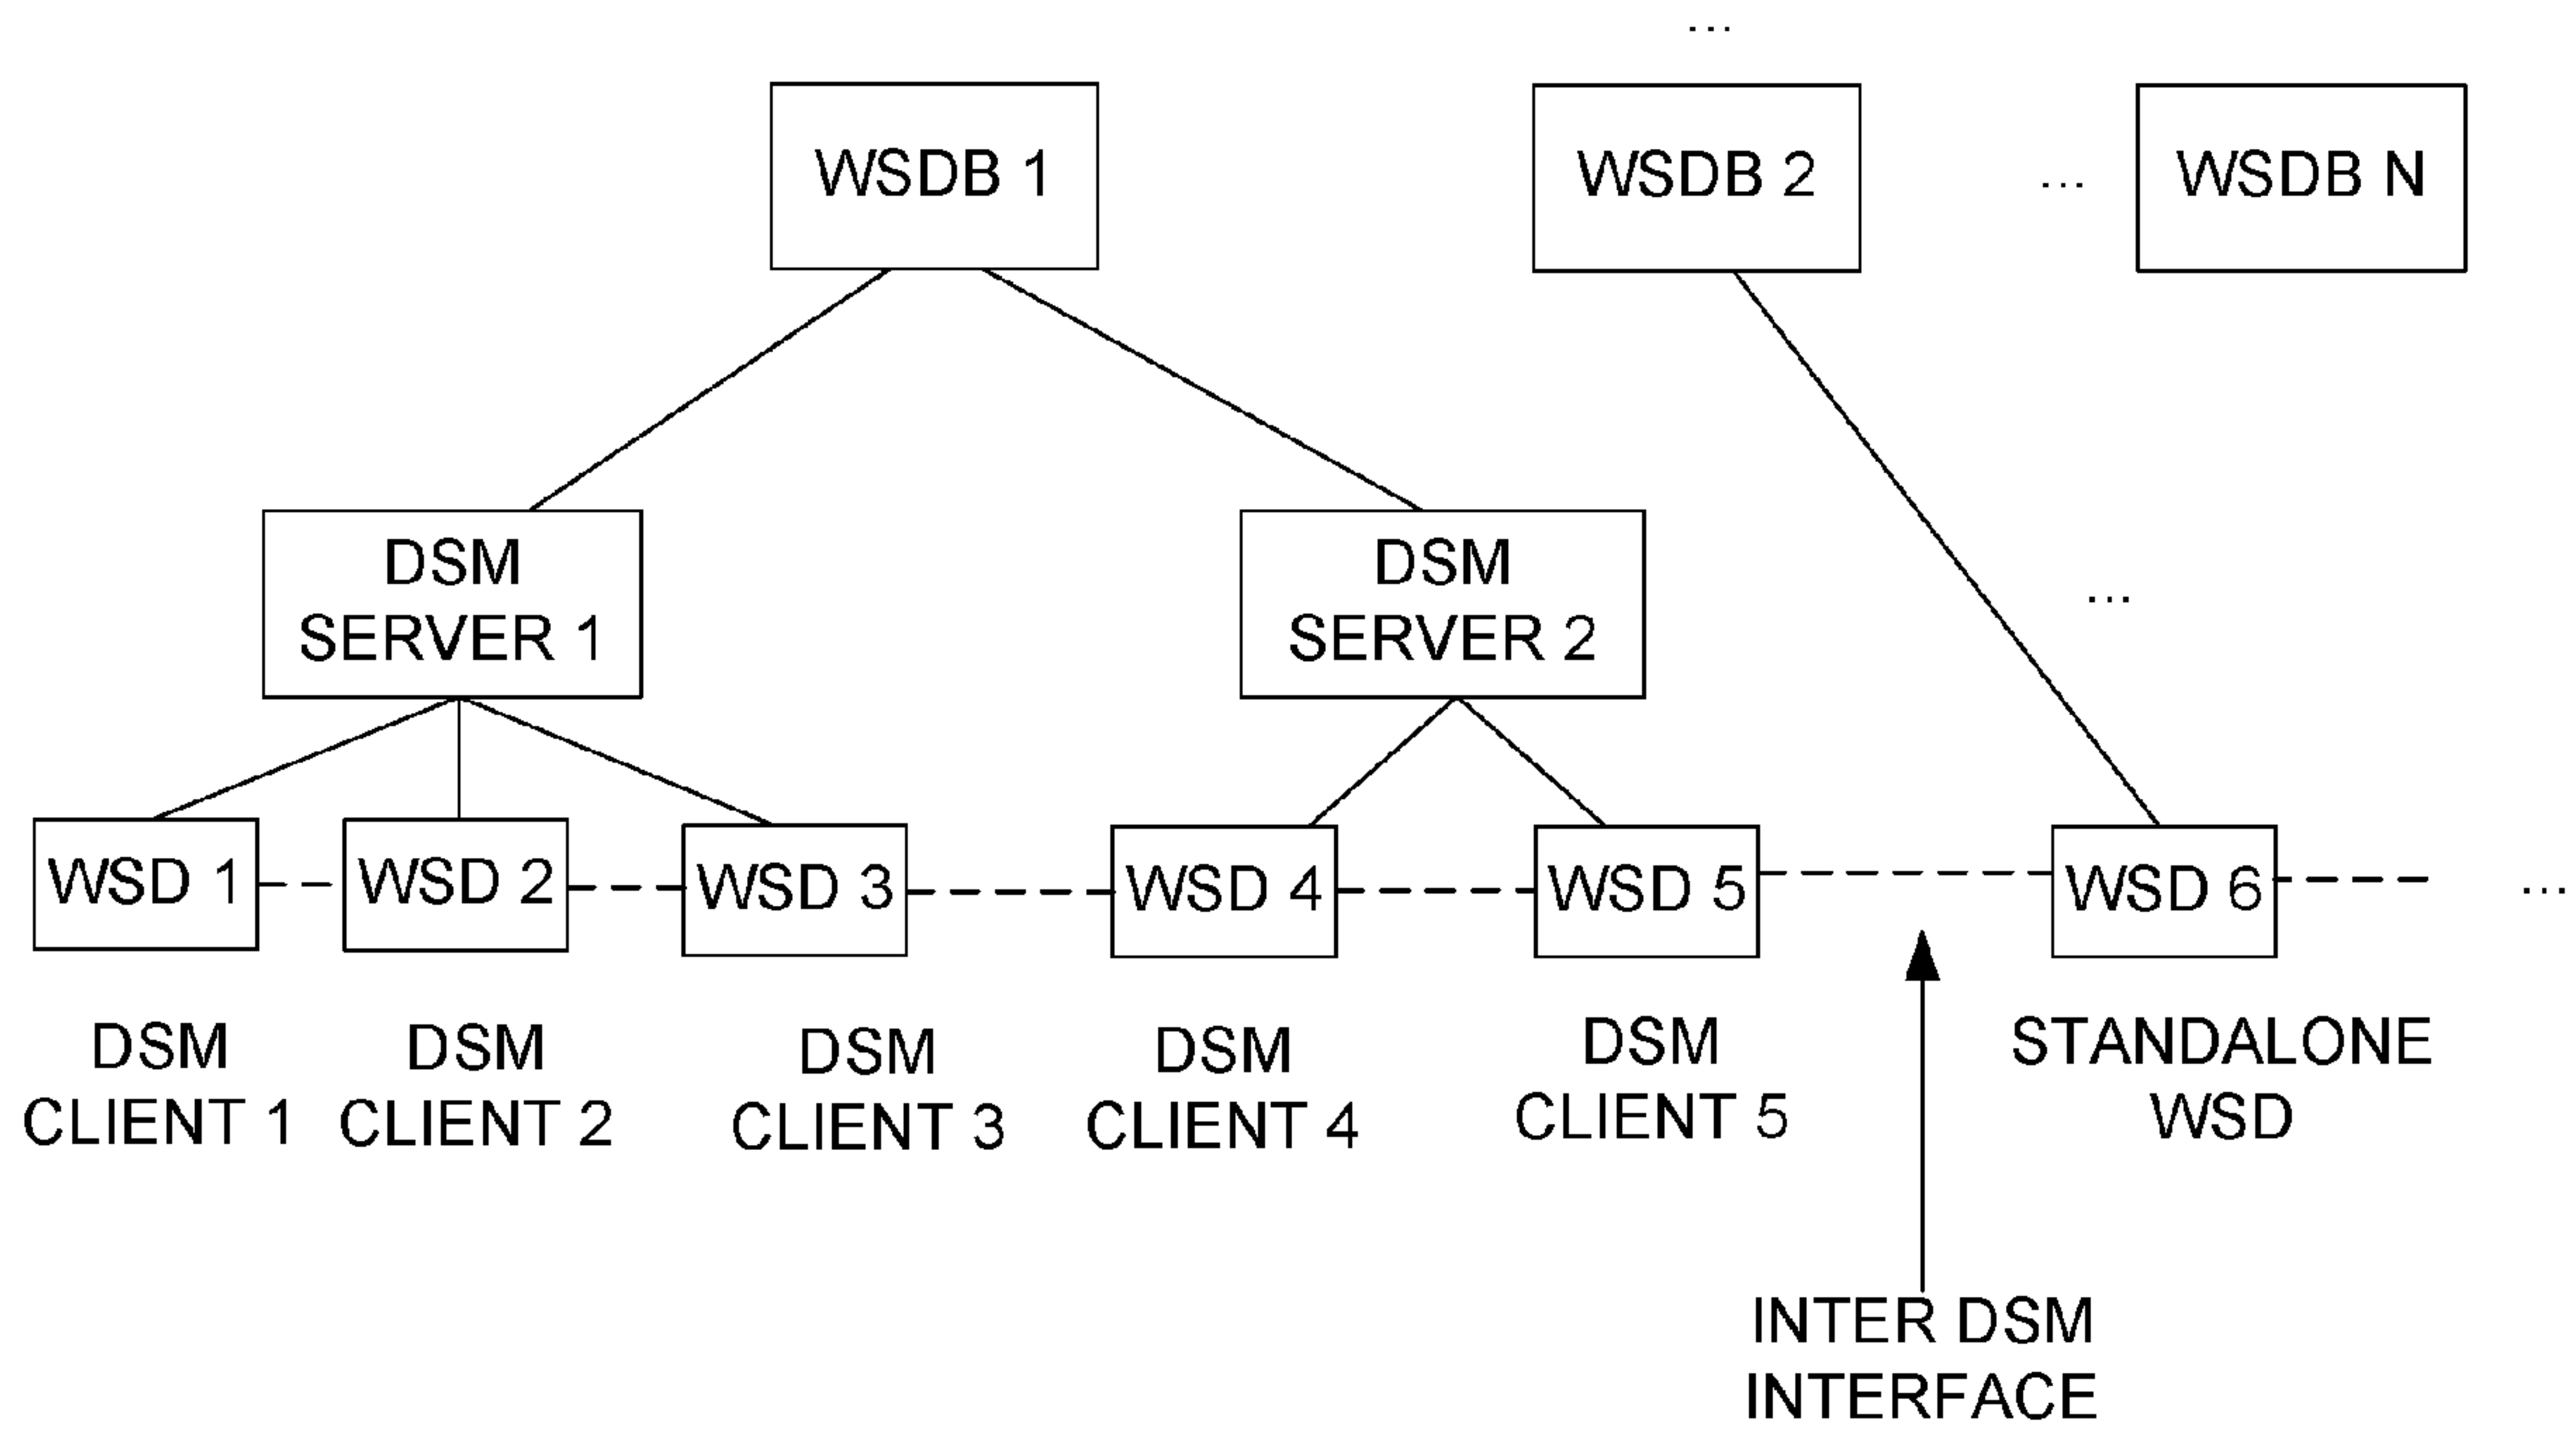 ...
WSDB 1
WSDB 2
...
WSDB N
DSM
SERVER 1
DSM
SERVER 2
...
WSD 1
WSD 2
WSD 3
WSD 4
WSD 5
WSD 6
...
DSM
CLIENT 1
DSM
CLIENT 2
DSM
CLIENT 3
DSM
CLIENT 4
DSM
CLIENT 5
STANDALONE
WSD
INTER DSM
INTERFACE